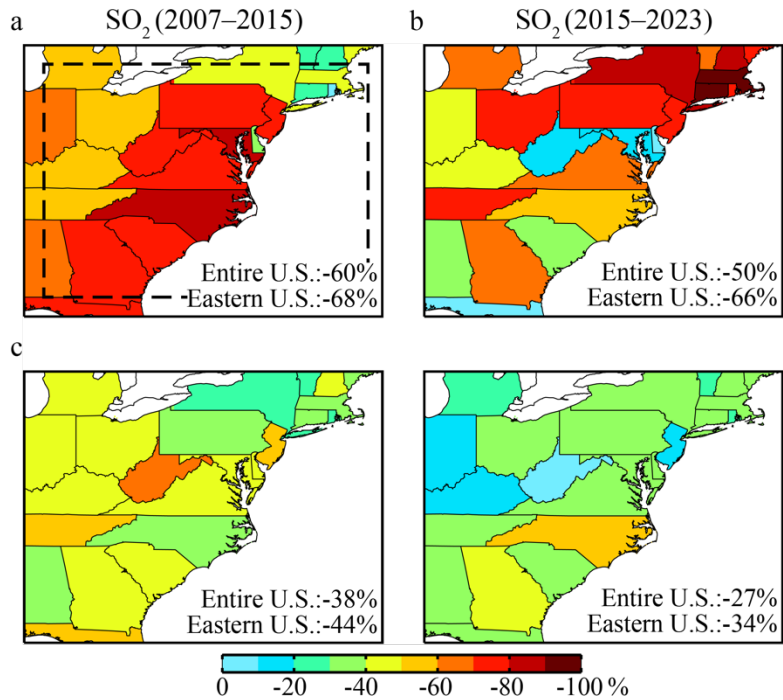 a
SO₂ (2007–2015)
b
SO₂ (2015–2023)
Entire U.S.:-60%
Eastern U.S.:-68%
Entire U.S.:-50%
Eastern U.S.:-66%
c
Entire U.S.:-38%
Eastern U.S.:-44%
Entire U.S.:-27%
Eastern U.S.:-34%
0 -20 -40 -60 -80 -100 %